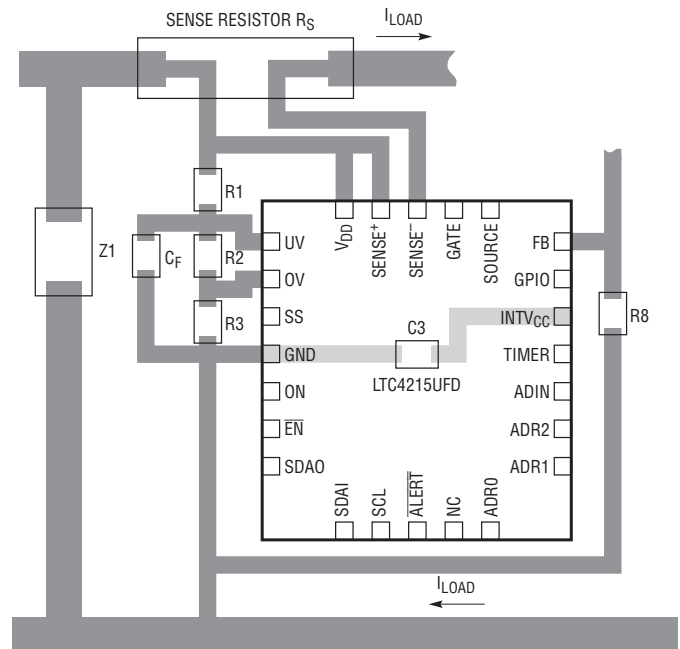 SENSE RESISTOR RS
ILOAD
R1
Z1
CF
R2
R3
UV
OV
SS
GND
ON
EN
SDAO
VDD
SENSE+
SENSE−
GATE
SOURCE
FB
GPIO
INTVCC
TIMER
ADIN
ADR2
ADR1
R8
C3
LTC4215UFD
SDAI
SCL
ALERT
NC
ADR0
ILOAD